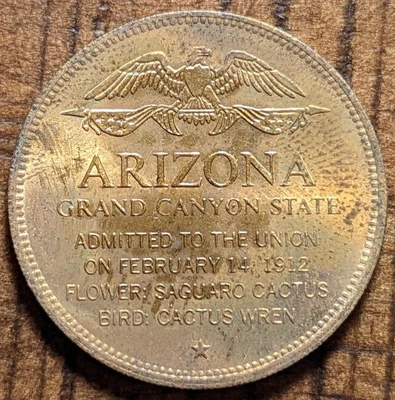 ARIZONA
GRAND CANYON STATE
ADMITTED TO THE UNION
ON FEBRUARY 14, 1912
FLOWER: SAGUARO CACTUS
BIRD: CACTUS WREN